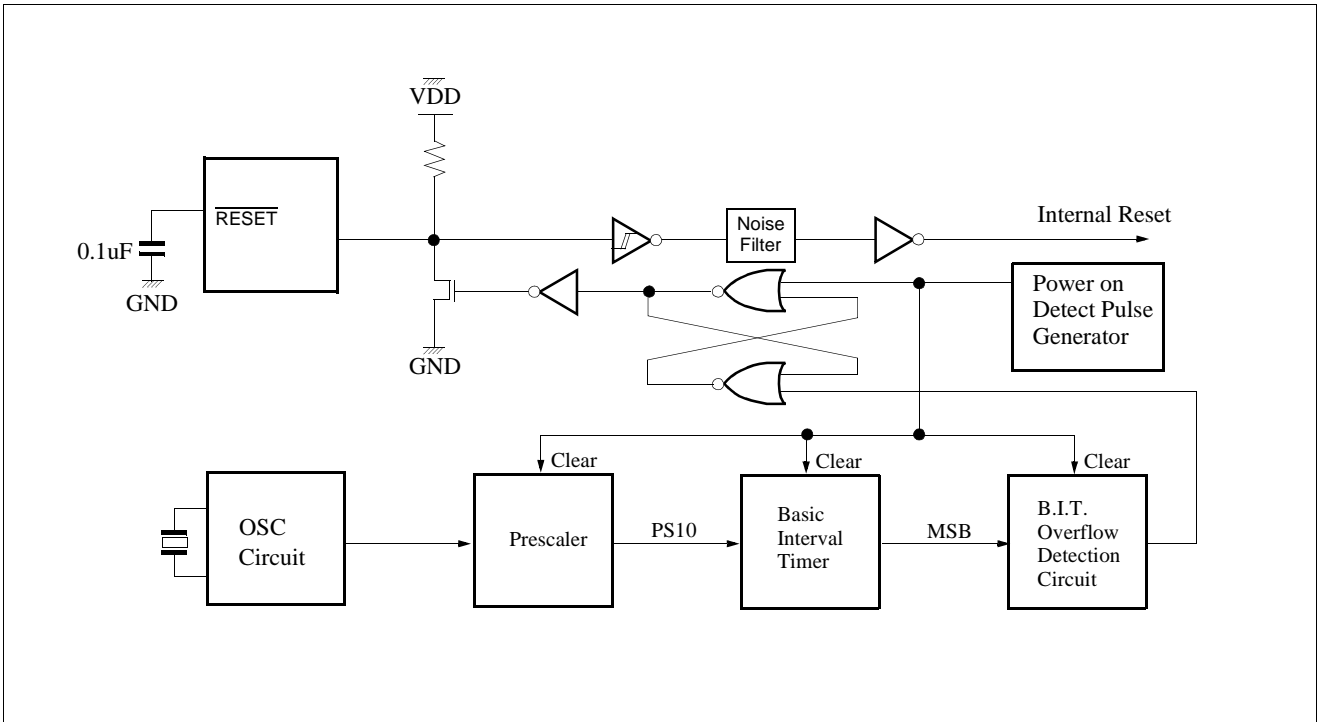 VDD
RESET
0.1uF
GND
Noise
Filter
Internal Reset
Power on
Detect Pulse
Generator
GND
Clear
Clear
Clear
OSC
Circuit
Prescaler
PS10
Basic
Interval
Timer
MSB
B.I.T.
Overflow
Detection
Circuit